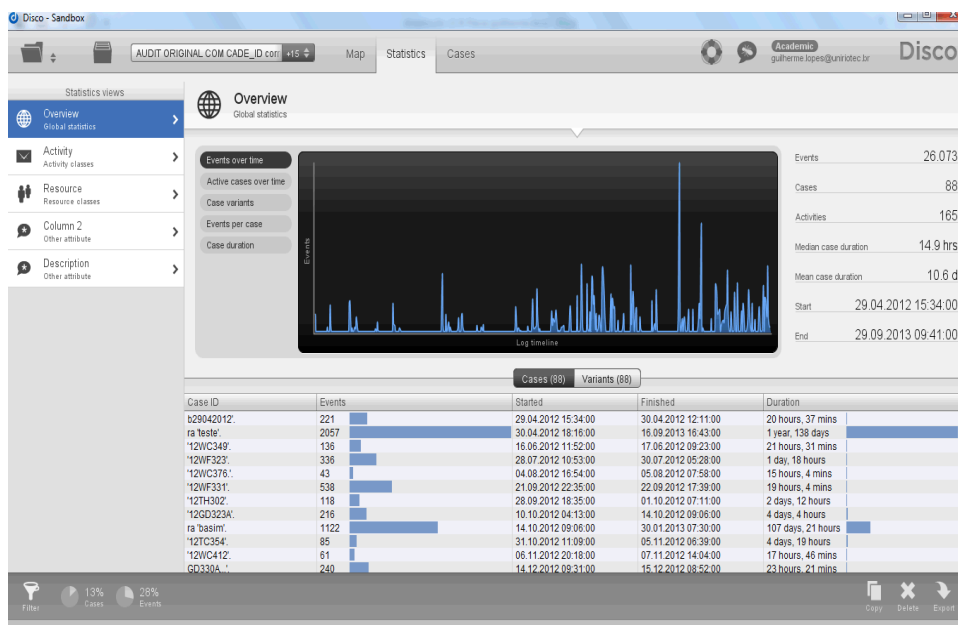 Disco - Sandbox
AUDIT ORIGINAL COM CADE_ID corr +15
Map
Statistics
Cases
Academic
guilherme.lopes@uniriotec.br
Disco
Statistics views
Overview
Global statistics
Activity
Activity classes
Resource
Resource classes
Column 2
Other attribute
Description
Other attribute
Overview
Global statistics
Events over time
Active cases over time
Case variants
Events per case
Case duration
Events
Log timeline
Events 26.073
Cases 88
Activities 165
Median case duration 14.9 hrs
Mean case duration 10.6 d
Start 29.04.2012 15:34:00
End 29.09.2013 09:41:00
Cases (88) Variants (88)
Case ID Events Started Finished Duration
b29042012'. 221 29.04.2012 15:34:00 30.04.2012 12:11:00 20 hours, 37 mins
ra 'teste'. 2057 30.04.2012 18:16:00 16.09.2013 16:43:00 1 year, 138 days
'12WC349'. 136 16.06.2012 11:52:00 17.06.2012 09:23:00 21 hours, 31 mins
'12WF323'. 336 28.07.2012 10:53:00 30.07.2012 05:28:00 1 day, 18 hours
'12WC376.'. 43 04.08.2012 16:54:00 05.08.2012 07:58:00 15 hours, 4 mins
'12WF331'. 538 21.09.2012 22:35:00 22.09.2012 17:39:00 19 hours, 4 mins
'12TH302'. 118 28.09.2012 18:35:00 01.10.2012 07:11:00 2 days, 12 hours
'12GD323A'. 216 10.10.2012 04:13:00 14.10.2012 09:06:00 4 days, 4 hours
ra 'basim'. 1122 14.10.2012 09:06:00 30.01.2013 07:30:00 107 days, 21 hours
'12TC354'. 85 31.10.2012 11:09:00 05.11.2012 06:39:00 4 days, 19 hours
'12WC412'. 61 06.11.2012 20:18:00 07.11.2012 14:04:00 17 hours, 46 mins
GD330A...'. 240 14.12.2012 09:31:00 15.12.2012 08:52:00 23 hours, 21 mins
Filter
13%
Cases
28%
Events
Copy
Delete
Export